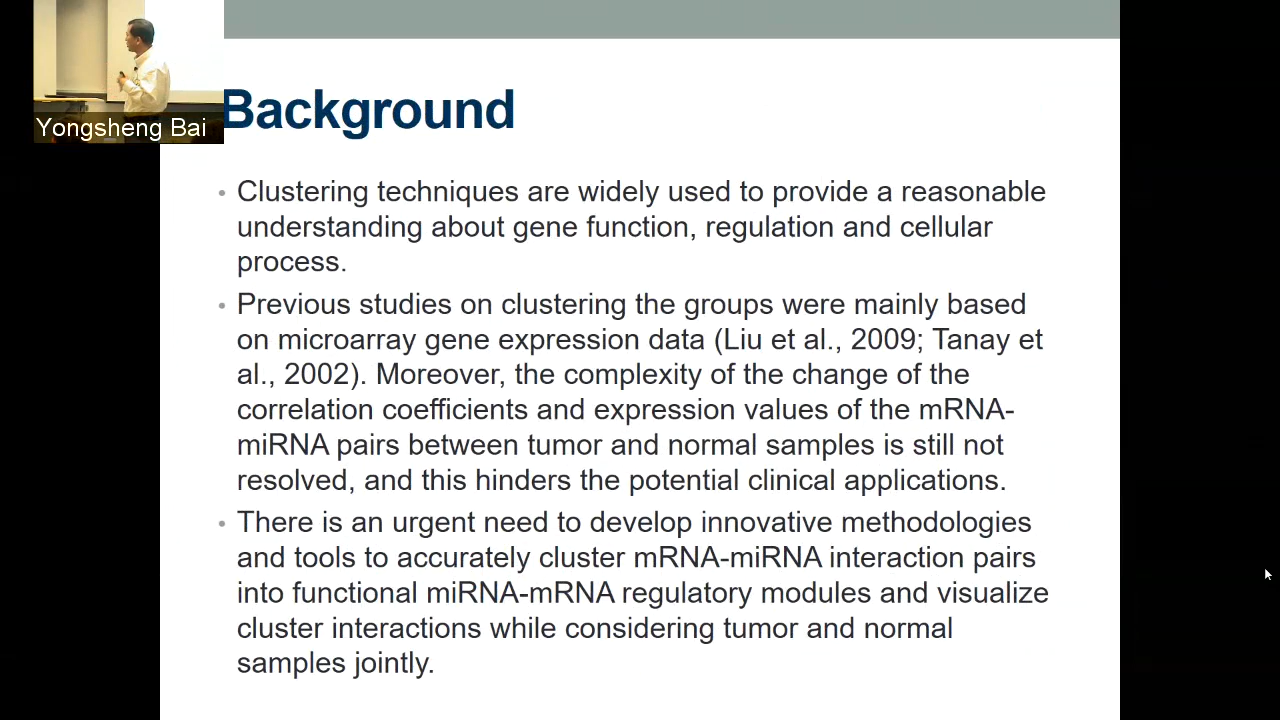 Yongsheng Bai
Background
• Clustering techniques are widely used to provide a reasonable
understanding about gene function, regulation and cellular
process.
• Previous studies on clustering the groups were mainly based
on microarray gene expression data (Liu et al., 2009; Tanay et
al., 2002). Moreover, the complexity of the change of the
correlation coefficients and expression values of the mRNA-
miRNA pairs between tumor and normal samples is still not
resolved, and this hinders the potential clinical applications.
• There is an urgent need to develop innovative methodologies
and tools to accurately cluster mRNA-miRNA interaction pairs
into functional miRNA-mRNA regulatory modules and visualize
cluster interactions while considering tumor and normal
samples jointly.